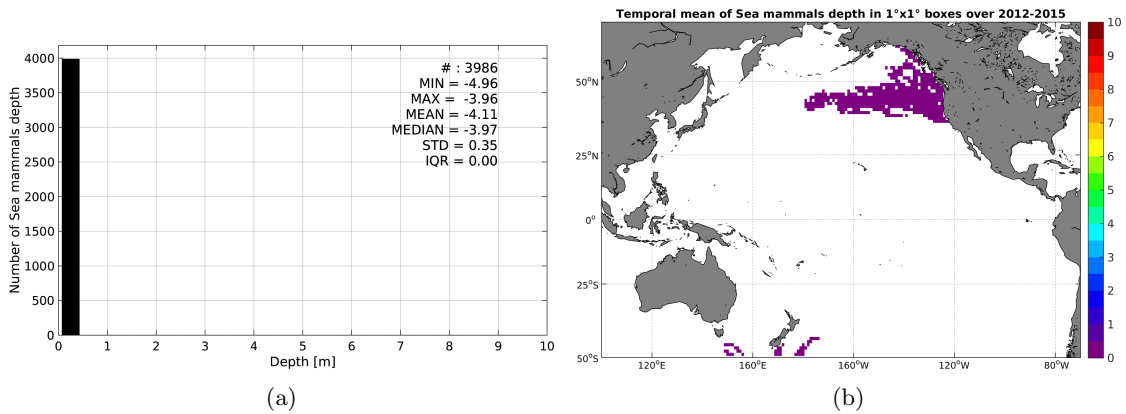 Number of Sea mammals depth
4000
3500
3000
2500
2000
1500
1000
500
0
# : 3986
MIN = -4.96
MAX = -3.96
MEAN = -4.11
MEDIAN = -3.97
STD = 0.35
IQR = 0.00
0 1 2 3 4 5 6 7 8 9 10
Depth [m]
(a)
Temporal mean of Sea mammals depth in 1°x1° boxes over 2012-2015
50°N
25°N
0°
25°S
50°S
120°E 160°E 160°W 120°W 80°W
10
9
8
7
6
5
4
3
2
1
0
(b)